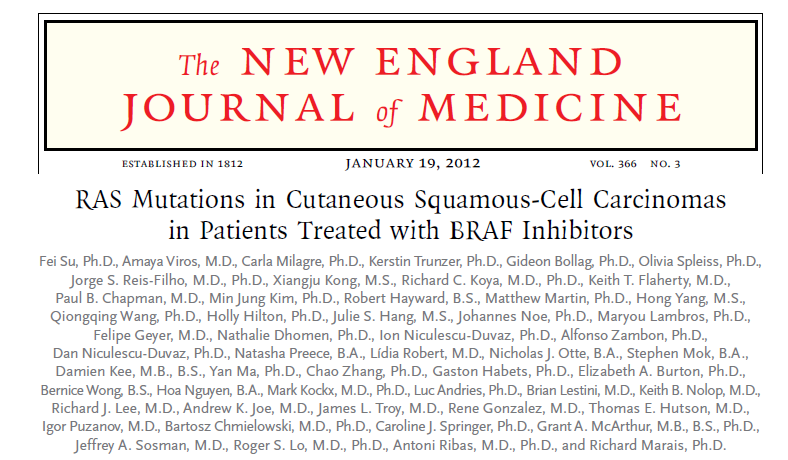 The NEW ENGLAND
JOURNAL of MEDICINE
ESTABLISHED IN 1812 JANUARY 19, 2012 VOL. 366 NO. 3
RAS Mutations in Cutaneous Squamous-Cell Carcinomas
in Patients Treated with BRAF Inhibitors
Fei Su, Ph.D., Amaya Viros, M.D., Carla Milagre, Ph.D., Kerstin Trunzer, Ph.D., Gideon Bollag, Ph.D., Olivia Spleiss, Ph.D.,
Jorge S. Reis-Filho, M.D., Ph.D., Xiangju Kong, M.S., Richard C. Koya, M.D., Ph.D., Keith T. Flaherty, M.D.,
Paul B. Chapman, M.D., Min Jung Kim, Ph.D., Robert Hayward, B.S., Matthew Martin, Ph.D., Hong Yang, M.S.,
Qiongqing Wang, Ph.D., Holly Hilton, Ph.D., Julie S. Hang, M.S., Johannes Noe, Ph.D., Maryou Lambros, Ph.D.,
Felipe Geyer, M.D., Nathalie Dhomen, Ph.D., Ion Niculescu-Duvaz, Ph.D., Alfonso Zambon, Ph.D.,
Dan Niculescu-Duvaz, Ph.D., Natasha Preece, B.A., Lídia Robert, M.D., Nicholas J. Otte, B.A., Stephen Mok, B.A.,
Damien Kee, M.B., B.S., Yan Ma, Ph.D., Chao Zhang, Ph.D., Gaston Habets, Ph.D., Elizabeth A. Burton, Ph.D.,
Bernice Wong, B.S., Hoa Nguyen, B.A., Mark Kockx, M.D., Ph.D., Luc Andries, Ph.D., Brian Lestini, M.D., Keith B. Nolop, M.D.,
Richard J. Lee, M.D., Andrew K. Joe, M.D., James L. Troy, M.D., Rene Gonzalez, M.D., Thomas E. Hutson, M.D.,
Igor Puzanov, M.D., Bartosz Chmielowski, M.D., Ph.D., Caroline J. Springer, Ph.D., Grant A. McArthur, M.B., B.S., Ph.D.,
Jeffrey A. Sosman, M.D., Roger S. Lo, M.D., Ph.D., Antoni Ribas, M.D., Ph.D., and Richard Marais, Ph.D.